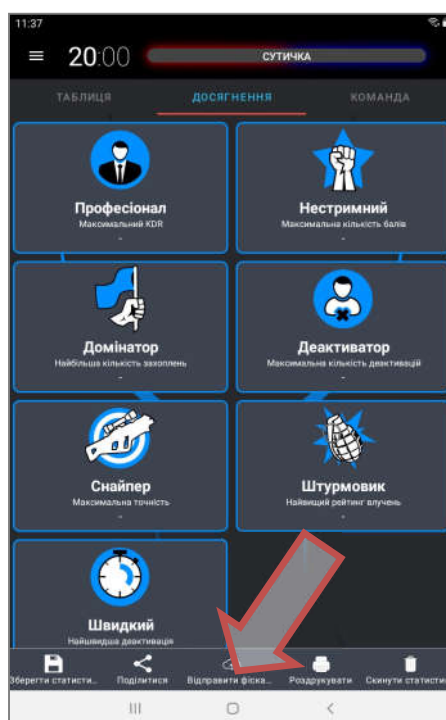 11:37
20:00
СУТИЧКА
ТАБЛИЦЯ
ДОСЯГНЕННЯ
КОМАНДА
Професіонал
Максимальний KDR
-
Нестримний
Максимальна кількість балів
-
Домінатор
Найбільша кількість захоплень
-
Деактиватор
Максимальна кількість деактивацій
-
Снайпер
Максимальна точність
-
Штурмовик
Найвищий рейтинг влучень
-
Швидкий
Найшвидша деактивація
Зберегти статисти...
Поділитися
Відправити фіска...
Роздрукувати
Скинути статисти